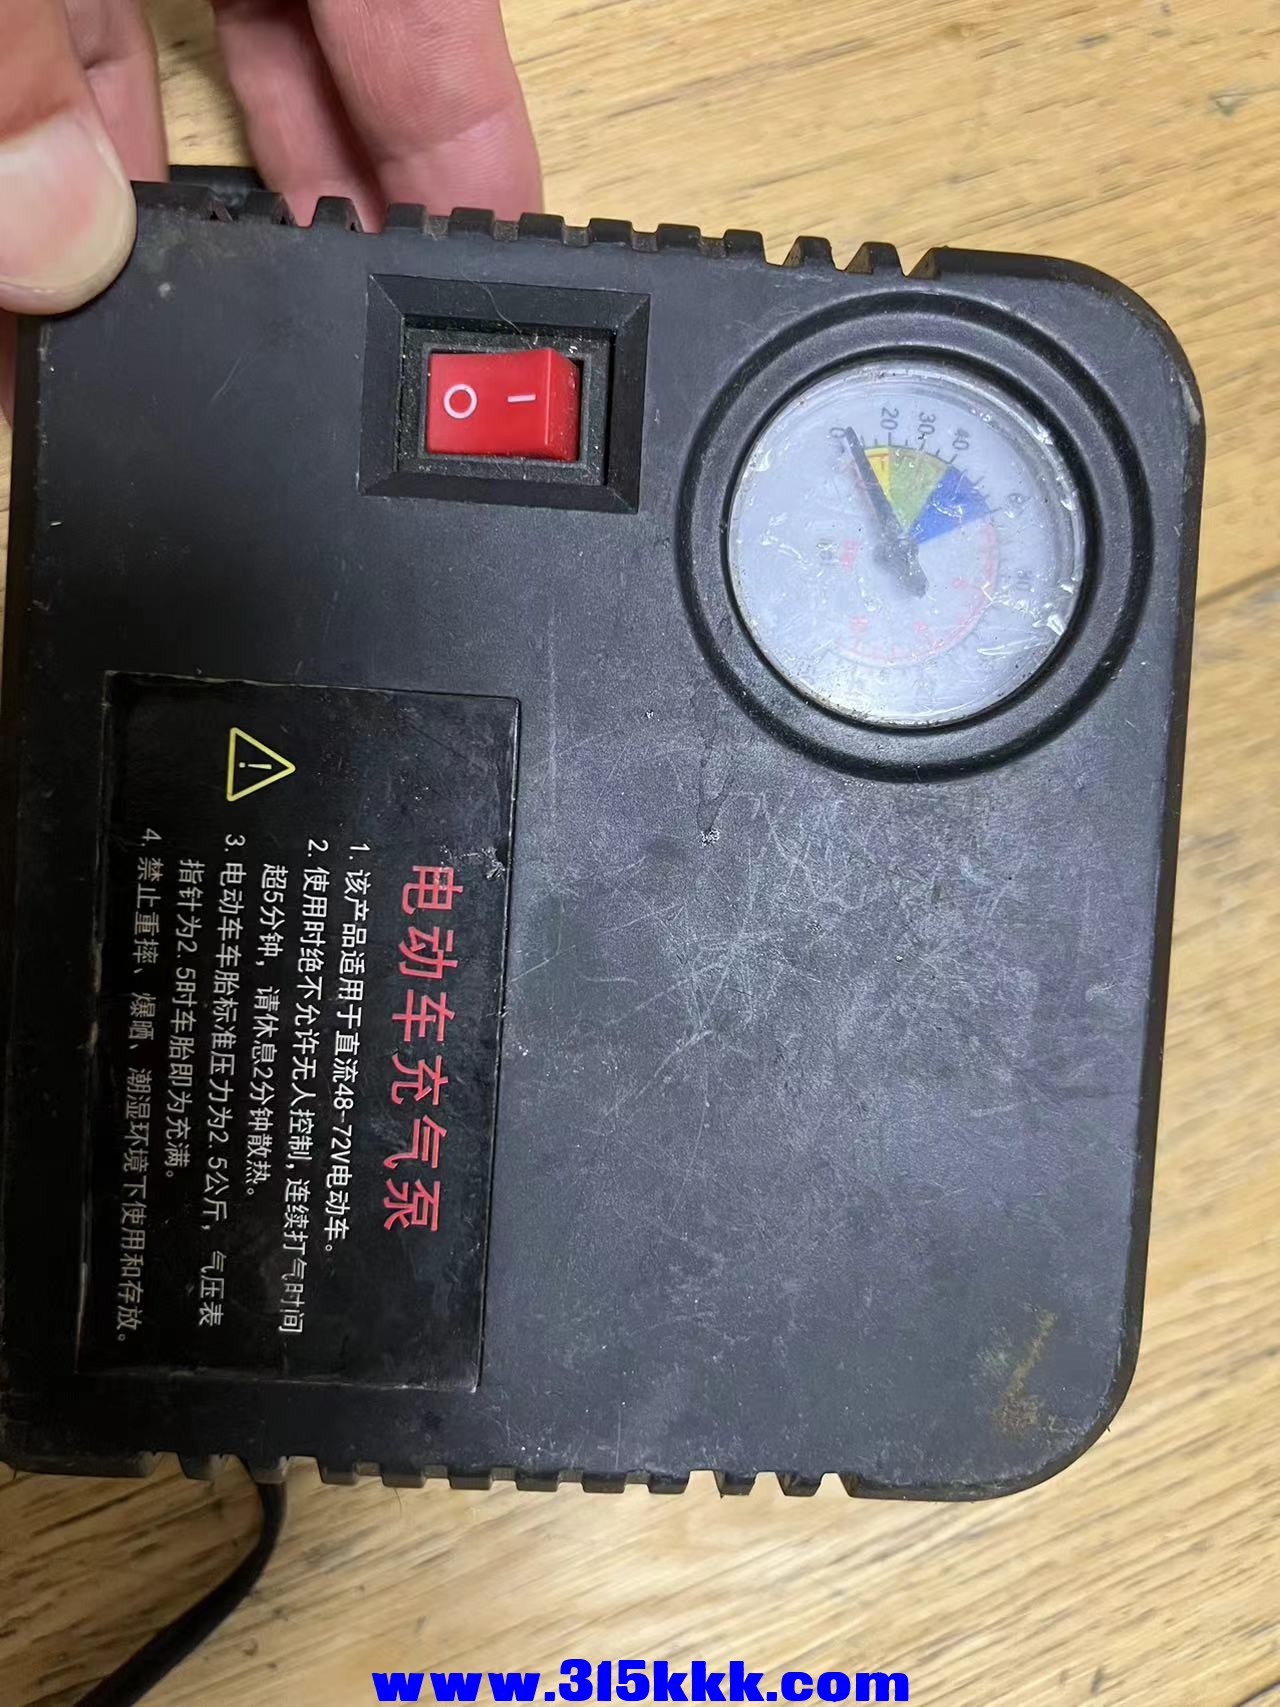 O I
0 20 30 40
电动车充气泵
1. 该产品适用于直流48-72V电动车。
2. 使用时绝不允许无人控制, 连续打气时间
超5分钟, 请休息2分钟散热。
3. 电动车车胎标准压力为2.5公斤, 气压表
指针为2.5时车胎即为充满。
4. 禁止重摔、爆晒、潮湿环境下使用和存放。
www.315kkk.com